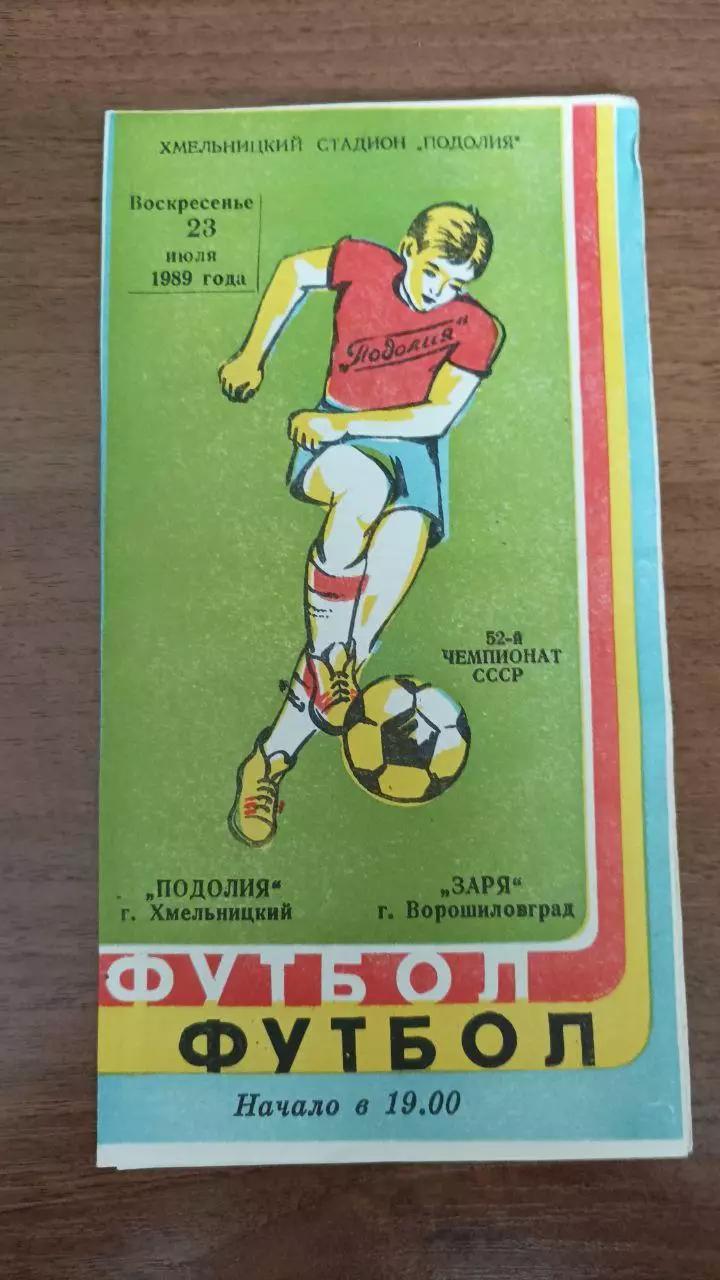 ХМЕЛЬНИЦКИЙ СТАДИОН „ПОДОЛИЯ“
Воскресенье
23
июля
1989 года
„Подолия“
52-й
ЧЕМПИОНАТ
СССР
„ПОДОЛИЯ“
г. Хмельницкий
„ЗАРЯ“
г. Ворошиловград
ФУТБОЛ
ФУТБОЛ
Начало в 19.00